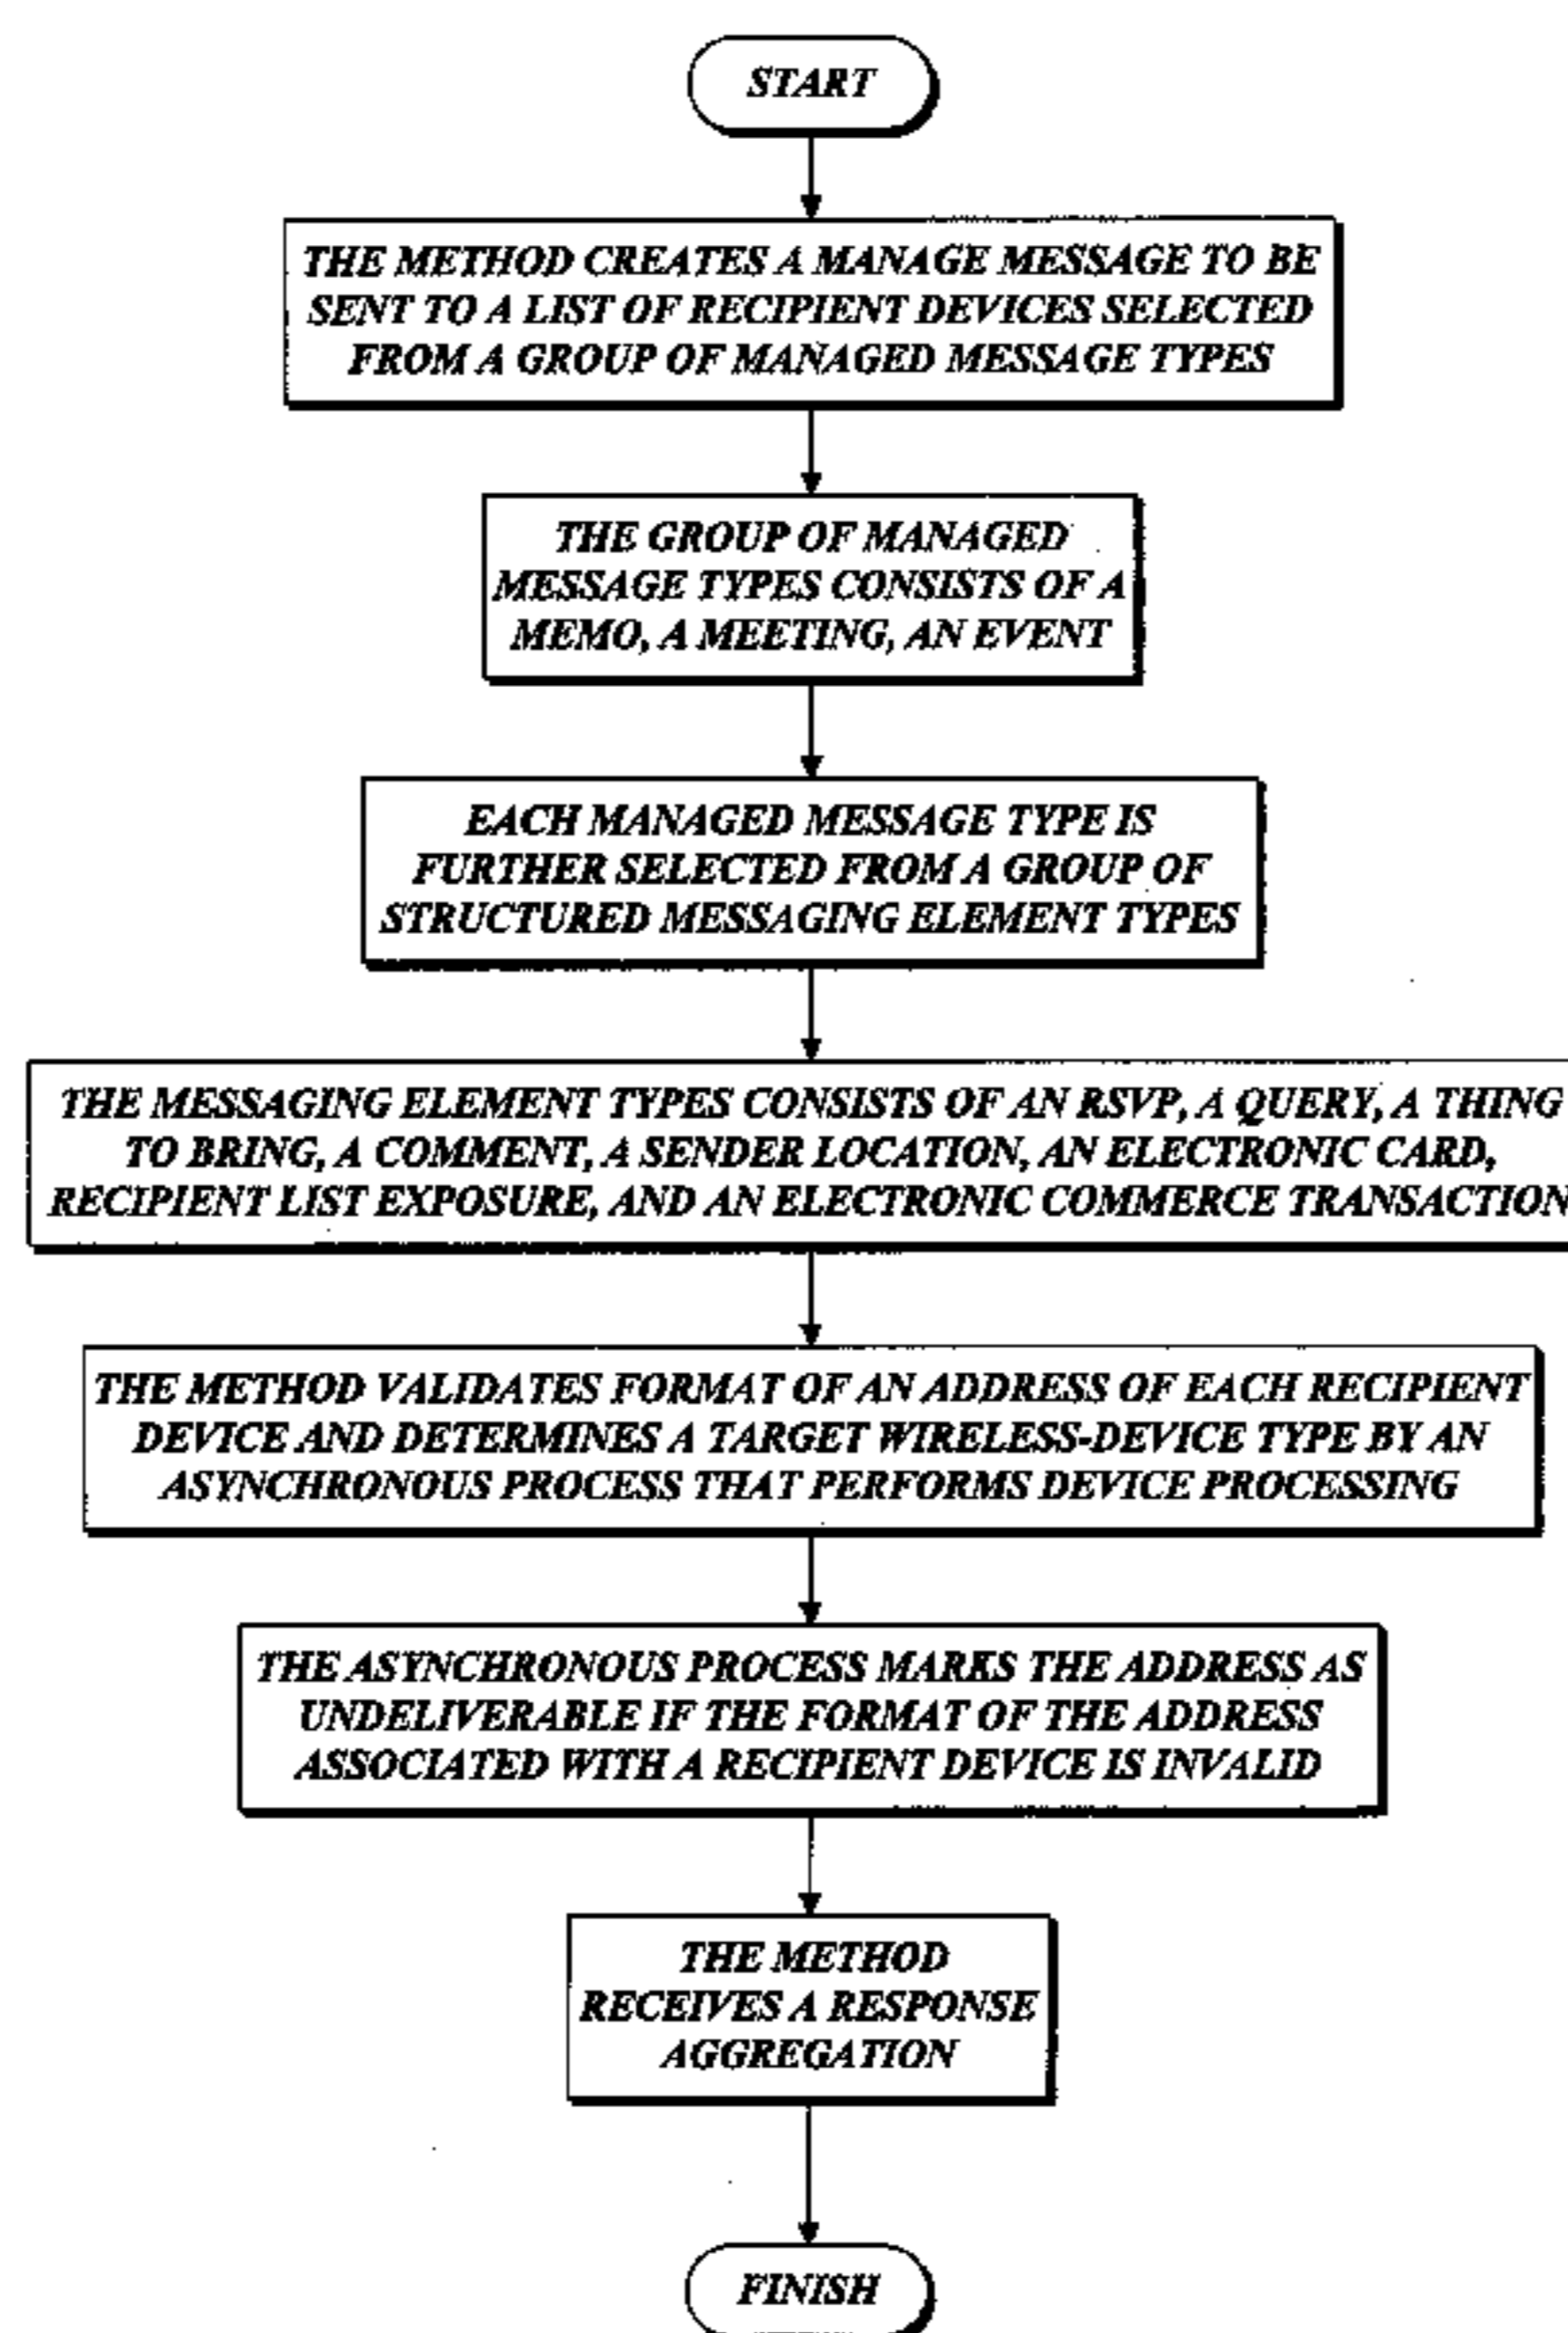 START
THE METHOD CREATES A MANAGE MESSAGE TO BE
SENT TO A LIST OF RECIPIENT DEVICES SELECTED
FROM A GROUP OF MANAGED MESSAGE TYPES
THE GROUP OF MANAGED
MESSAGE TYPES CONSISTS OF A
MEMO, A MEETING, AN EVENT
EACH MANAGED MESSAGE TYPE IS
FURTHER SELECTED FROM A GROUP OF
STRUCTURED MESSAGING ELEMENT TYPES
THE MESSAGING ELEMENT TYPES CONSISTS OF AN RSVP, A QUERY, A THING
TO BRING, A COMMENT, A SENDER LOCATION, AN ELECTRONIC CARD,
RECIPIENT LIST EXPOSURE, AND AN ELECTRONIC COMMERCE TRANSACTION
THE METHOD VALIDATES FORMAT OF AN ADDRESS OF EACH RECIPIENT
DEVICE AND DETERMINES A TARGET WIRELESS-DEVICE TYPE BY AN
ASYNCHRONOUS PROCESS THAT PERFORMS DEVICE PROCESSING
THE ASYNCHRONOUS PROCESS MARKS THE ADDRESS AS
UNDELIVERABLE IF THE FORMAT OF THE ADDRESS
ASSOCIATED WITH A RECIPIENT DEVICE IS INVALID
THE METHOD
RECEIVES A RESPONSE
AGGREGATION
FINISH